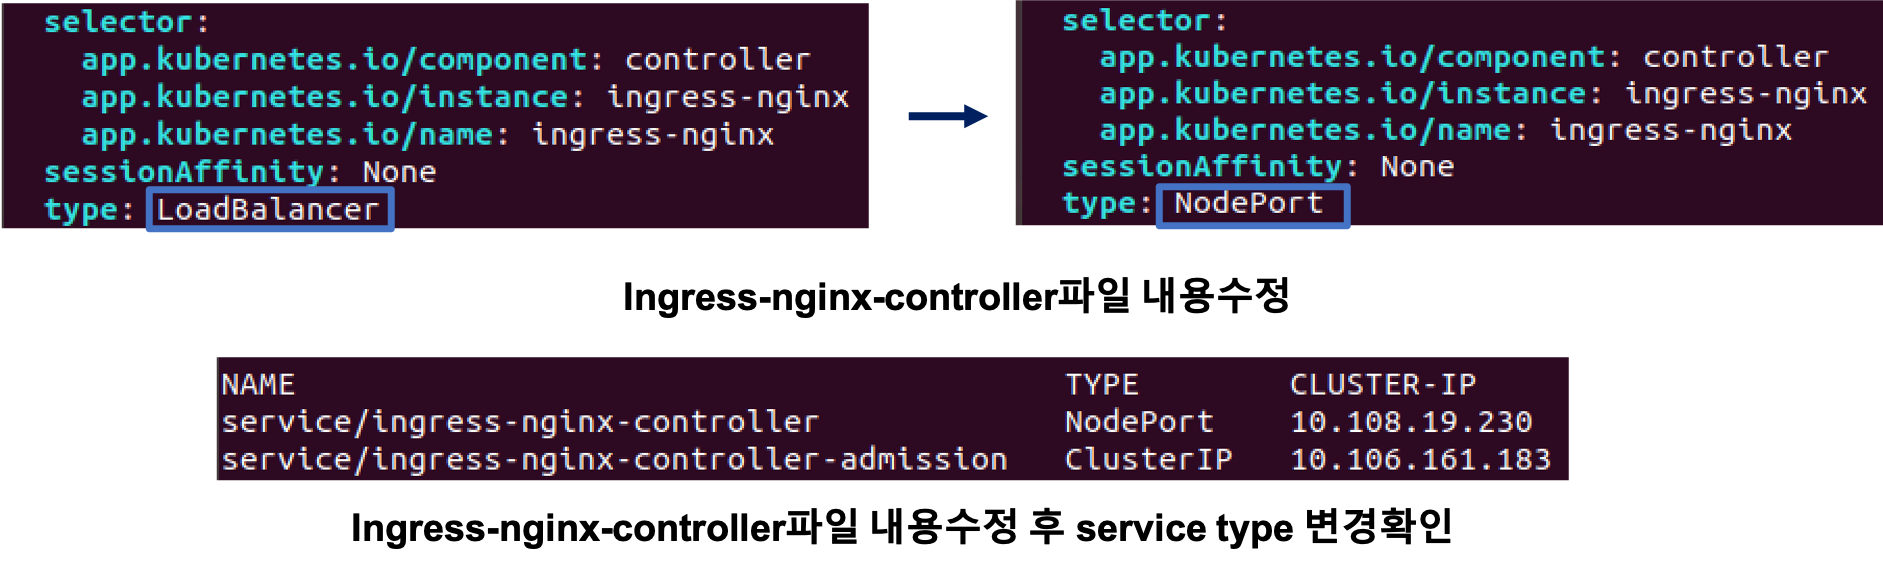 selector:
app.kubernetes.io/component: controller
app.kubernetes.io/instance: ingress-nginx
app.kubernetes.io/name: ingress-nginx
sessionAffinity: None
type: LoadBalancer
selector:
app.kubernetes.io/component: controller
app.kubernetes.io/instance: ingress-nginx
app.kubernetes.io/name: ingress-nginx
sessionAffinity: None
type: NodePort
Ingress-nginx-controller파일 내용수정
NAME TYPE CLUSTER-IP
service/ingress-nginx-controller NodePort 10.108.19.230
service/ingress-nginx-controller-admission ClusterIP 10.106.161.183
Ingress-nginx-controller파일 내용수정 후 service type 변경확인